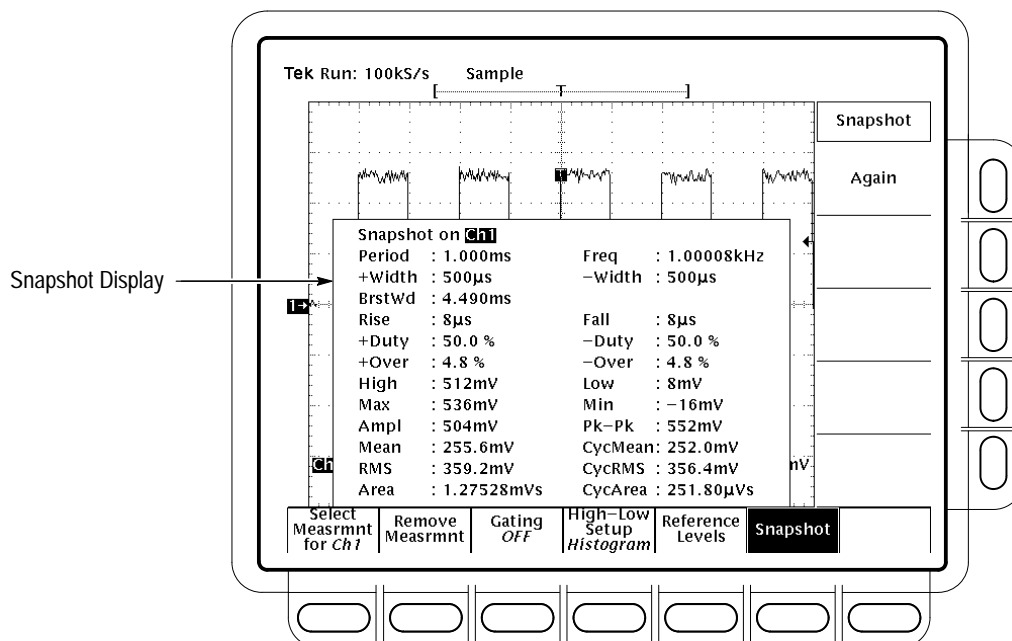 Tek Run: 100kS/s Sample
[ T ]
Snapshot
Again
1
Snapshot Display
Snapshot on Ch1
Period : 1.000ms Freq : 1.00008kHz
+Width : 500µs −Width : 500µs
BrstWd : 4.490ms
1
Rise : 8µs Fall : 8µs
+Duty : 50.0 % −Duty : 50.0 %
+Over : 4.8 % −Over : 4.8 %
High : 512mV Low : 8mV
Max : 536mV Min : −16mV
Ampl : 504mV Pk−Pk : 552mV
Mean : 255.6mV CycMean: 252.0mV
Ch RMS : 359.2mV CycRMS : 356.4mV mV
Area : 1.27528mVs CycArea : 251.80µVs
Select Measrmnt for Ch1
Remove Measrmnt
Gating OFF
High−Low Setup Histogram
Reference Levels
Snapshot